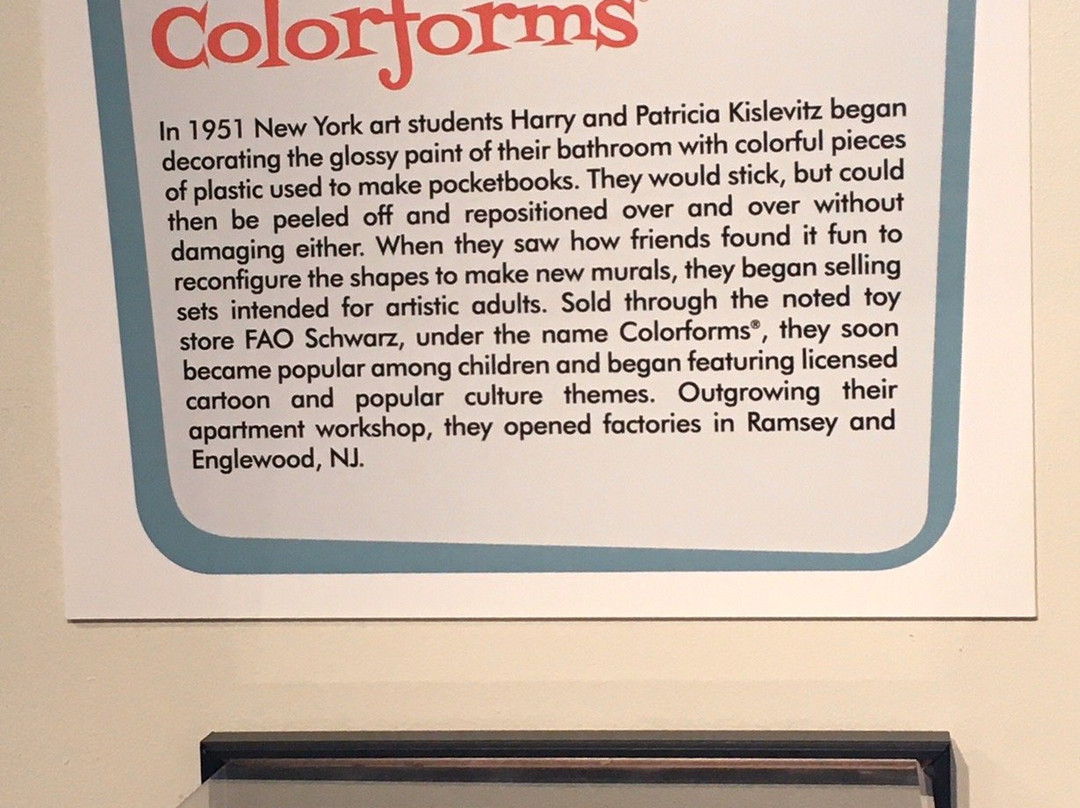 Colorforms®
In 1951 New York art students Harry and Patricia Kislevitz began
decorating the glossy paint of their bathroom with colorful pieces
of plastic used to make pocketbooks. They would stick, but could
then be peeled off and repositioned over and over without
damaging either. When they saw how friends found it fun to
reconfigure the shapes to make new murals, they began selling
sets intended for artistic adults. Sold through the noted toy
store FAO Schwarz, under the name Colorforms®, they soon
became popular among children and began featuring licensed
cartoon and popular culture themes. Outgrowing their
apartment workshop, they opened factories in Ramsey and
Englewood, NJ.